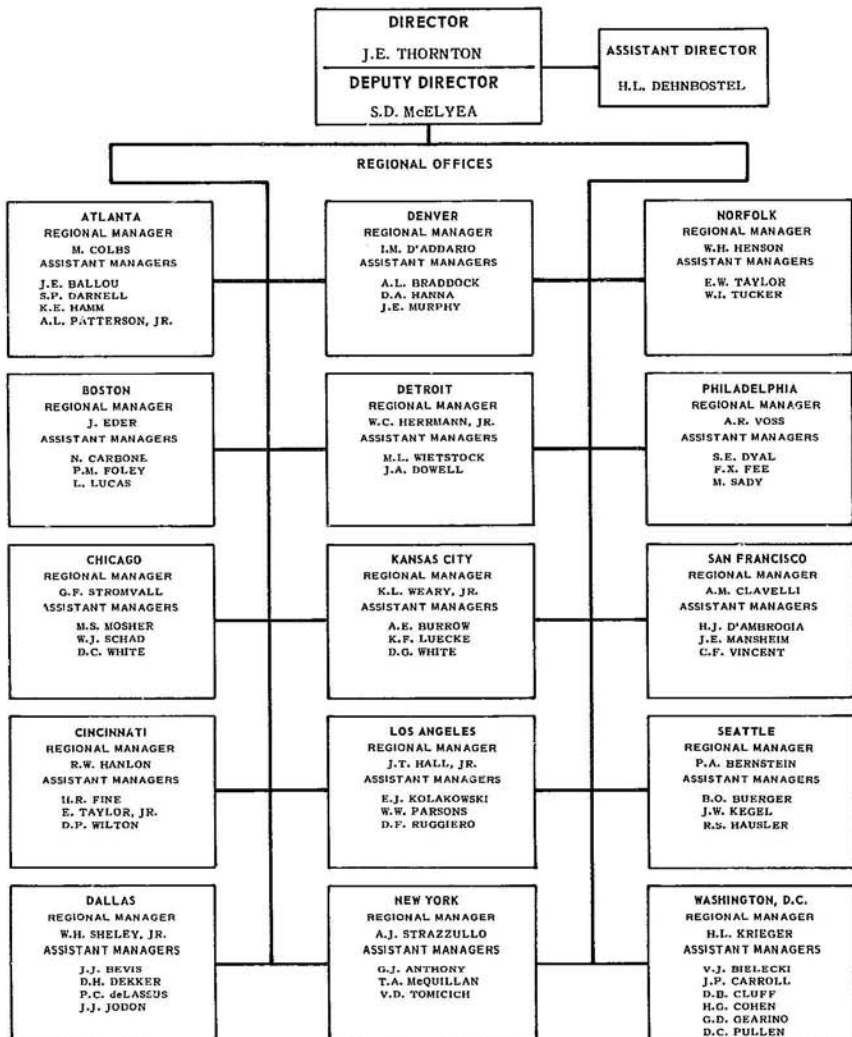 DIRECTOR
J.E. THORNTON
DEPUTY DIRECTOR
S.D. McELYEA
ASSISTANT DIRECTOR
H.L. DEHNBOSTEL
REGIONAL OFFICES
ATLANTA
REGIONAL MANAGER
M. COLBS
ASSISTANT MANAGERS
J.E. BALLOU
S.P. DARNELL
K.E. HAMM
A.L. PATTERSON, JR.
DENVER
REGIONAL MANAGER
I.M. D'ADDARIO
ASSISTANT MANAGERS
A.L. BRADDOCK
D.A. HANNA
J.E. MURPHY
NORFOLK
REGIONAL MANAGER
W.H. HENSON
ASSISTANT MANAGERS
E.W. TAYLOR
W.I. TUCKER
BOSTON
REGIONAL MANAGER
J. EDER
ASSISTANT MANAGERS
N. CARBONE
P.M. FOLEY
L. LUCAS
DETROIT
REGIONAL MANAGER
W.C. HERRMANN, JR.
ASSISTANT MANAGERS
M.L. WIETSTOCK
J.A. DOWELL
PHILADELPHIA
REGIONAL MANAGER
A.R. VOSS
ASSISTANT MANAGERS
S.E. DYAL
F.X. FEE
M. SADY
CHICAGO
REGIONAL MANAGER
G.F. STROMVALL
ASSISTANT MANAGERS
M.S. MOSHER
W.J. SCHAD
D.C. WHITE
KANSAS CITY
REGIONAL MANAGER
K.L. WEARY, JR.
ASSISTANT MANAGERS
A.E. BURROW
K.F. LUECKE
D.G. WHITE
SAN FRANCISCO
REGIONAL MANAGER
A.M. CLAVELLI
ASSISTANT MANAGERS
H.J. D'AMBROGIA
J.E. MANSHEIM
C.F. VINCENT
CINCINNATI
REGIONAL MANAGER
R.W. HANLON
ASSISTANT MANAGERS
H.R. FINE
E. TAYLOR, JR.
D.P. WILTON
LOS ANGELES
REGIONAL MANAGER
J.T. HALL, JR.
ASSISTANT MANAGERS
E.J. KOLAKOWSKI
W.W. PARSONS
D.F. RUGGIERO
SEATTLE
REGIONAL MANAGER
P.A. BERNSTEIN
ASSISTANT MANAGERS
B.O. BUERGER
J.W. KEGEL
R.S. HAUSLER
DALLAS
REGIONAL MANAGER
W.H. SHELEY, JR.
ASSISTANT MANAGERS
J.J. BEVIS
D.H. DEKKER
P.C. deLASSUS
J.J. JODON
NEW YORK
REGIONAL MANAGER
A.J. STRAZZULLO
ASSISTANT MANAGERS
G.J. ANTHONY
T.A. McQUILLAN
V.D. TOMICICH
WASHINGTON, D.C.
REGIONAL MANAGER
H.L. KRIEGER
ASSISTANT MANAGERS
V.J. BIELECKI
J.P. CARROLL
D.B. CLUFF
H.G. COHEN
G.D. GEARINO
D.C. PULLEN